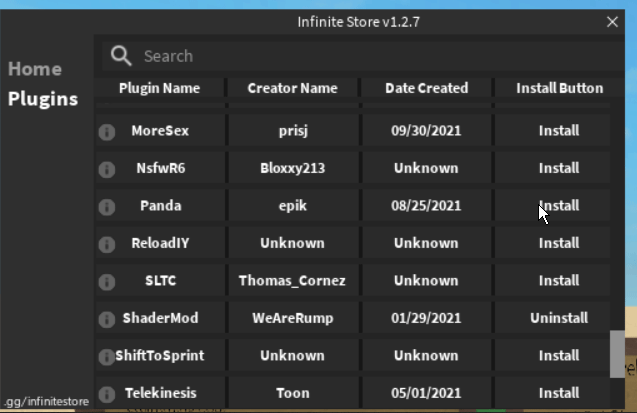 Infinite Store v1.2.7
Home
Plugins
Search
Plugin Name Creator Name Date Created Install Button
MoreSex prisj 09/30/2021 Install
NsfwR6 Bloxxy213 Unknown Install
Panda epik 08/25/2021 Install
ReloadIY Unknown Unknown Install
SLTC Thomas_Cornez Unknown Install
ShaderMod WeAreRump 01/29/2021 Uninstall
ShiftToSprint Unknown Unknown Install
Telekinesis Toon 05/01/2021 Install
.gg/infinitestore